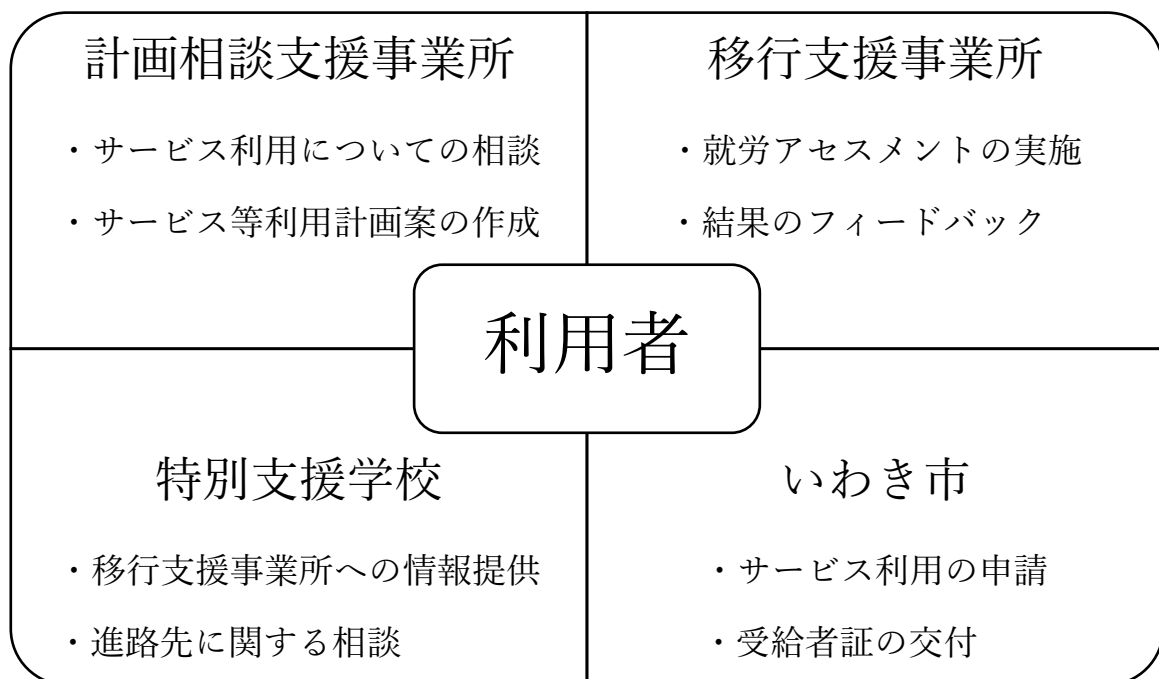 計画相談支援事業所
・サービス利用についての相談
・サービス等利用計画案の作成
移行支援事業所
・就労アセスメントの実施
・結果のフィードバック
利用者
特別支援学校
・移行支援事業所への情報提供
・進路先に関する相談
いわき市
・サービス利用の申請
・受給者証の交付